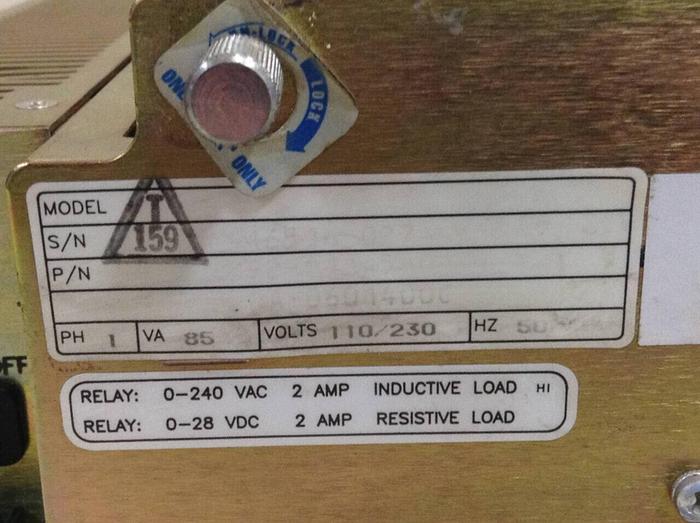 UN-LOCK
LOCK
ONLY
ONLY
MODEL
T
159
S/N
P/N
PH 1 VA 85 VOLTS 110/230 HZ
OFF
RELAY: 0-240 VAC 2 AMP INDUCTIVE LOAD HI
RELAY: 0-28 VDC 2 AMP RESISTIVE LOAD